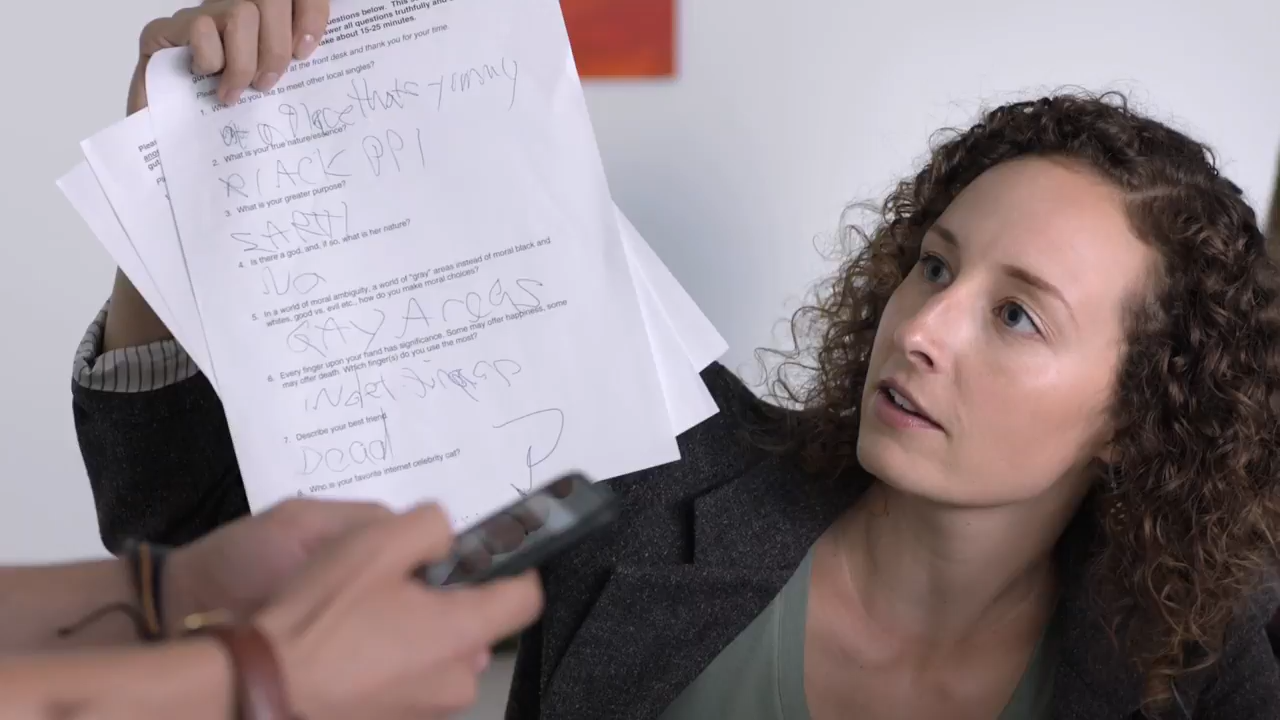 uestions below. This s
swer all questions truthfully and
ake about 15-25 minutes.
at the front desk and thank you for your time.
1. Wh do you like to meet other local singles?
at a place thats yummy
2. What is your true nature/essence?
BLACK PPl
3. What is your greater purpose?
EARTH
4. Is there a god, and, if so, what is her nature?
Na
5. In a world of moral ambiguity, a world of "gray" areas instead of moral black and
whites, good vs. evil etc., how do you make moral choices?
GAY Areas
6. Every finger upon your hand has significance. Some may offer happiness, some
may offer death. Which finger(s) do you use the most?
7. Describe your best friend.
Dead
8. Who is your favorite internet celebrity cat?